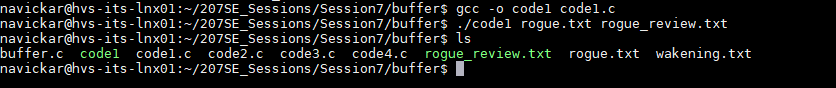 navickar@hvs-its-lnx01:~/207SE_Sessions/Session7/buffer$ gcc -o code1 code1.c
navickar@hvs-its-lnx01:~/207SE_Sessions/Session7/buffer$ ./code1 rogue.txt rogue_review.txt
navickar@hvs-its-lnx01:~/207SE_Sessions/Session7/buffer$ ls
buffer.c  code1  code1.c  code2.c  code3.c  code4.c  rogue_review.txt  rogue.txt  wakening.txt
navickar@hvs-its-lnx01:~/207SE_Sessions/Session7/buffer$